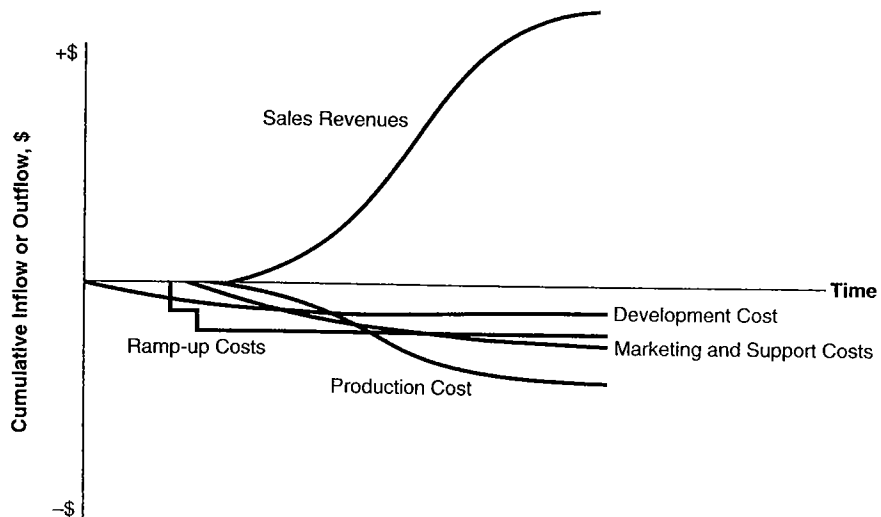 +$
Sales Revenues
Cumulative Inflow or Outflow, $
Time
Development Cost
Ramp-up Costs
Marketing and Support Costs
Production Cost
–$